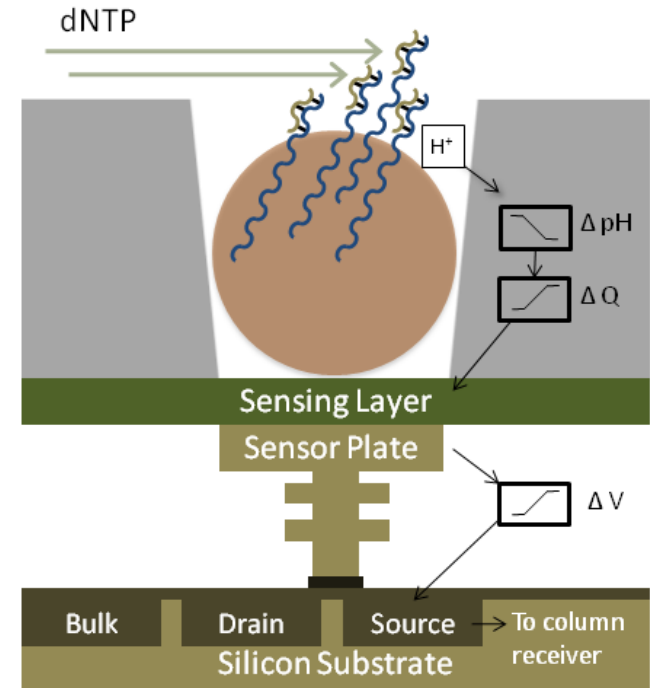 dNTP
H⁺
Δ pH
Δ Q
Sensing Layer
Sensor Plate
Δ V
Bulk
Drain
Source
To column
receiver
Silicon Substrate